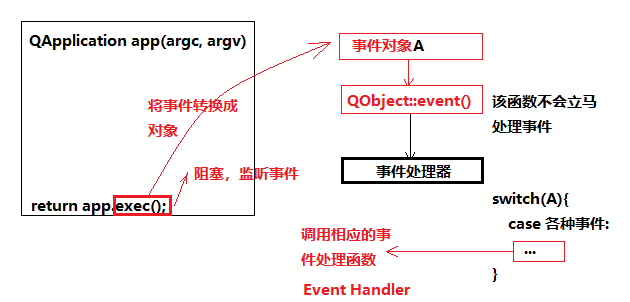 QApplication app(argc, argv)
将事件转换成
对象
阻塞，监听事件
return app.exec();
事件对象A
QObject::event()
该函数不会立马
处理事件
事件处理器
switch(A){
case 各种事件:
...
}
调用相应的事
件处理函数
Event Handler